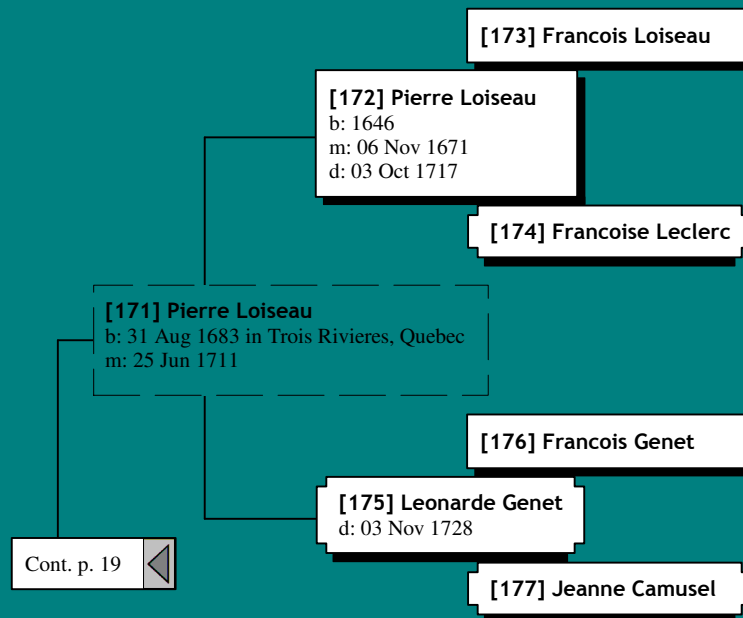 [173] Francois Loiseau
[172] Pierre Loiseau
b: 1646
m: 06 Nov 1671
d: 03 Oct 1717
[174] Francoise Leclerc
[171] Pierre Loiseau
b: 31 Aug 1683 in Trois Rivieres, Quebec
m: 25 Jun 1711
[176] Francois Genet
[175] Leonarde Genet
d: 03 Nov 1728
Cont. p. 19
[177] Jeanne Camusel